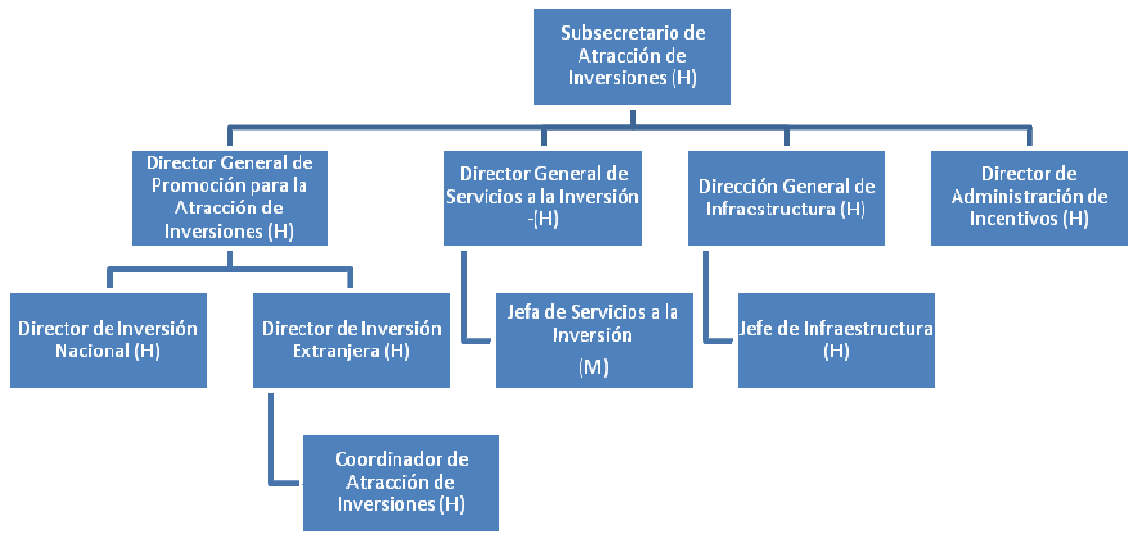 Subsecretario de
Atracción de
Inversiones (H)
Director General de
Promoción para la
Atracción de
Inversiones (H)
Director General de
Servicios a la Inversión
-(H)
Dirección General de
Infraestructura (H)
Director de
Administración de
Incentivos (H)
Director de Inversión
Nacional (H)
Director de Inversión
Extranjera (H)
Jefa de Servicios a la
Inversión
(M)
Jefe de Infraestructura
(H)
Coordinador de
Atracción de
Inversiones (H)